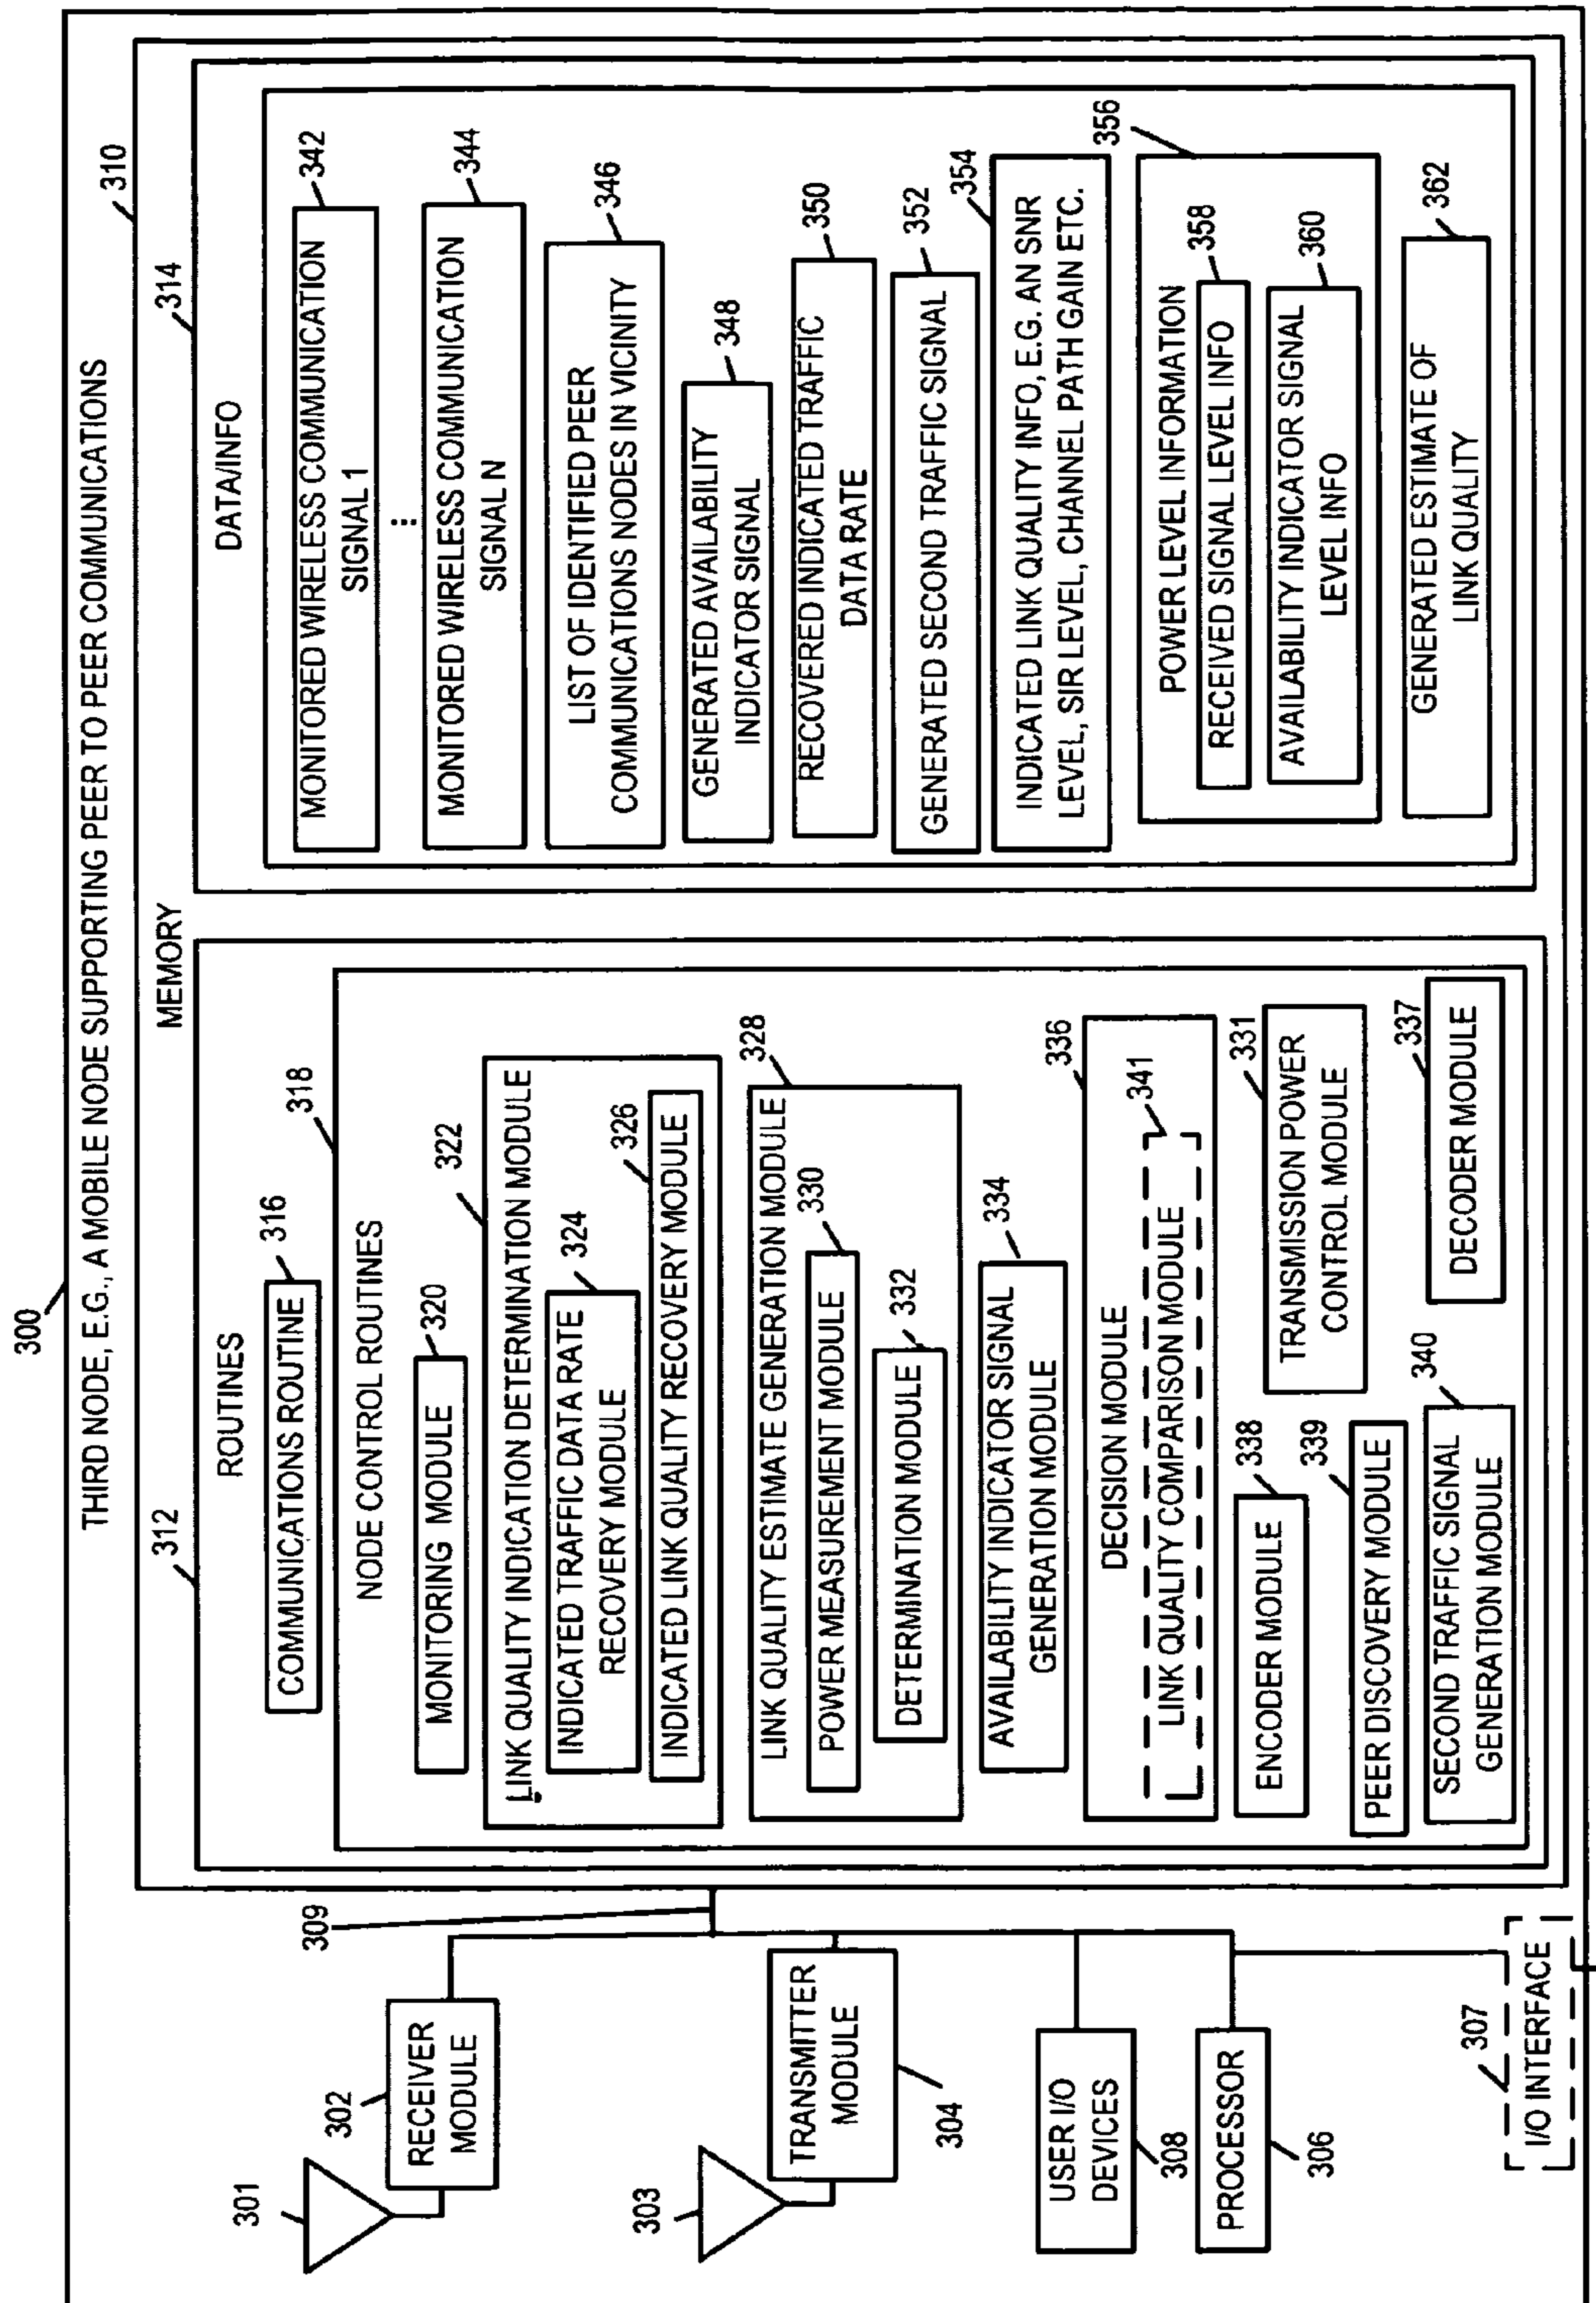 300
THIRD NODE, E.G., A MOBILE NODE SUPPORTING PEER TO PEER COMMUNICATIONS
310
MEMORY
301
302
RECEIVER
MODULE
303
TRANSMITTER
MODULE
304
USER I/O
DEVICES
308
PROCESSOR
306
307
I/O INTERFACE
309
312
ROUTINES
COMMUNICATIONS ROUTINE
316
318
NODE CONTROL ROUTINES
MONITORING MODULE
320
322
LINK QUALITY INDICATION DETERMINATION MODULE
INDICATED TRAFFIC DATA RATE
RECOVERY MODULE
324
326
INDICATED LINK QUALITY RECOVERY MODULE
328
LINK QUALITY ESTIMATE GENERATION MODULE
POWER MEASUREMENT MODULE
330
DETERMINATION MODULE
332
AVAILABILITY INDICATOR SIGNAL
GENERATION MODULE
334
336
DECISION MODULE
LINK QUALITY COMPARISON MODULE
341
ENCODER MODULE
338
TRANSMISSION POWER
CONTROL MODULE
331
PEER DISCOVERY MODULE
339
SECOND TRAFFIC SIGNAL
GENERATION MODULE
340
DECODER MODULE
337
314
DATA/INFO
MONITORED WIRELESS COMMUNICATION
SIGNAL 1
342
...
MONITORED WIRELESS COMMUNICATION
SIGNAL N
344
LIST OF IDENTIFIED PEER
COMMUNICATIONS NODES IN VICINITY
346
GENERATED AVAILABILITY
INDICATOR SIGNAL
348
RECOVERED INDICATED TRAFFIC
DATA RATE
350
GENERATED SECOND TRAFFIC SIGNAL
352
354
INDICATED LINK QUALITY INFO, E.G. AN SNR
LEVEL, SIR LEVEL, CHANNEL PATH GAIN ETC.
356
POWER LEVEL INFORMATION
RECEIVED SIGNAL LEVEL INFO
358
AVAILABILITY INDICATOR SIGNAL
LEVEL INFO
360
GENERATED ESTIMATE OF
LINK QUALITY
362